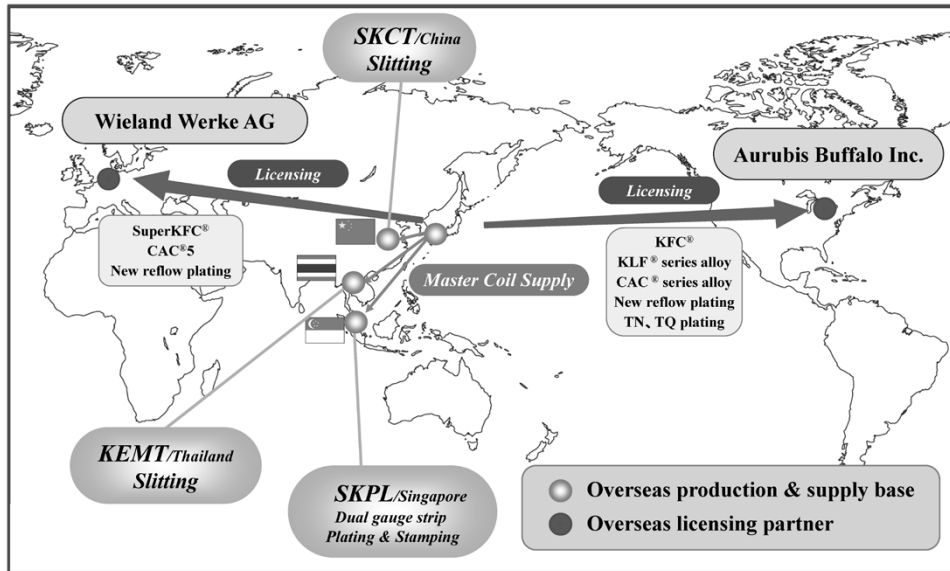 SKCT/China
Slitting
Wieland Werke AG
Aurubis Buffalo Inc.
Licensing
Licensing
SuperKFC®
CAC®5
New reflow plating
KFC®
KLF® series alloy
CAC® series alloy
New reflow plating
TN、TQ plating
Master Coil Supply
KEMT/Thailand
Slitting
SKPL/Singapore
Dual gauge strip
Plating & Stamping
Overseas production & supply base
Overseas licensing partner